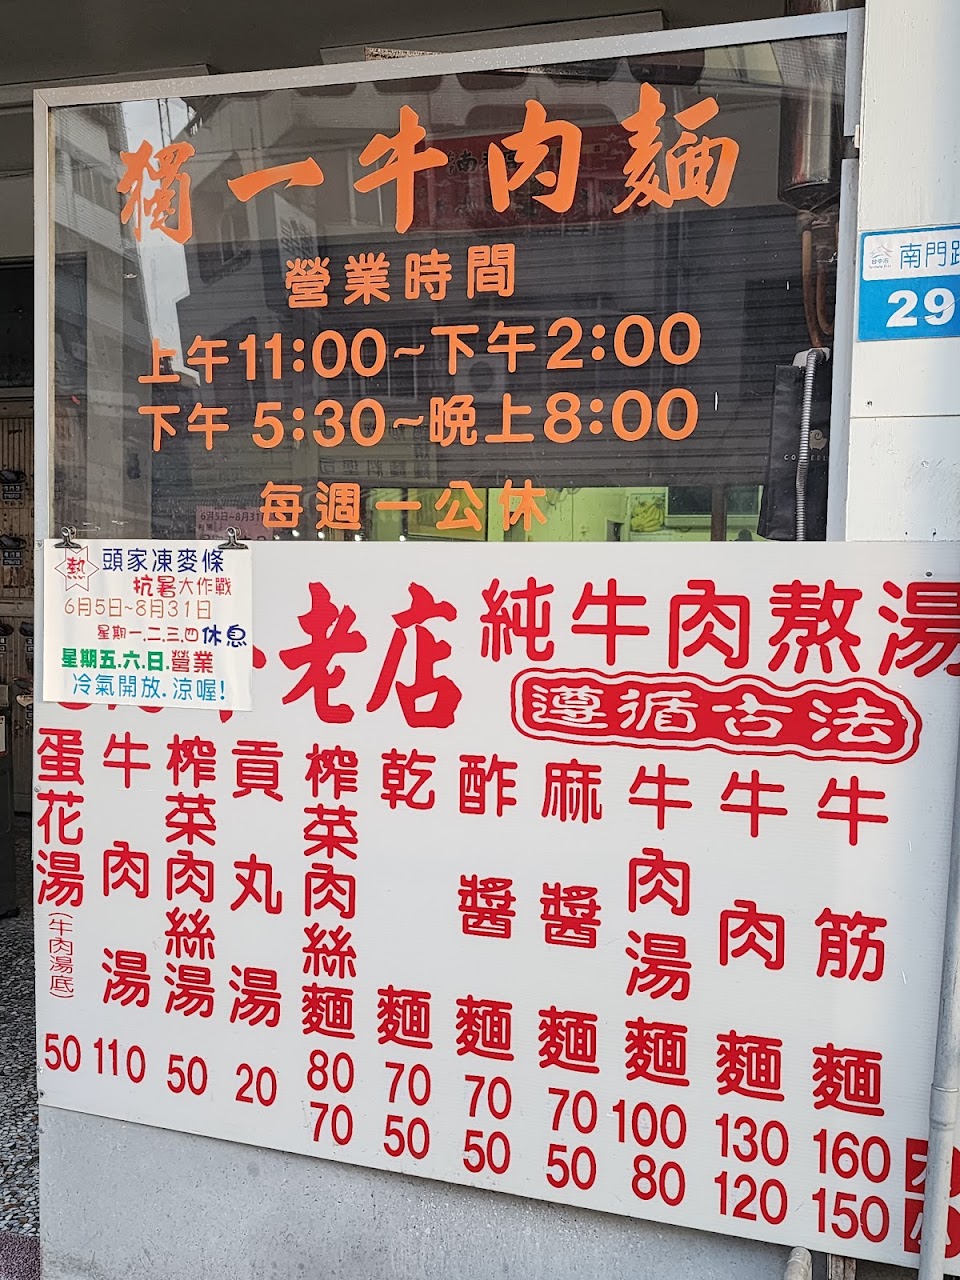 獨一牛肉麵
營業時間
上午11:00~下午2:00
下午5:30~晚上8:00
每週一公休
南門路
29
熱 頭家凍麥條
抗暑大作戰
6月5日~8月31日
星期一.二.三.四休息
星期五.六.日.營業
冷氣開放.涼喔!
老店
純牛肉熬湯
遵循古法
牛筋麵 160 150
牛肉麵 130 120
牛肉湯麵 100 80
麻醬麵 70 50
酢醬麵 70 50
乾麵 70 50
榨菜肉絲麵 80 70
貢丸湯 20
榨菜肉絲湯 50
牛肉湯 110
蛋花湯(牛肉湯底) 50
大
小